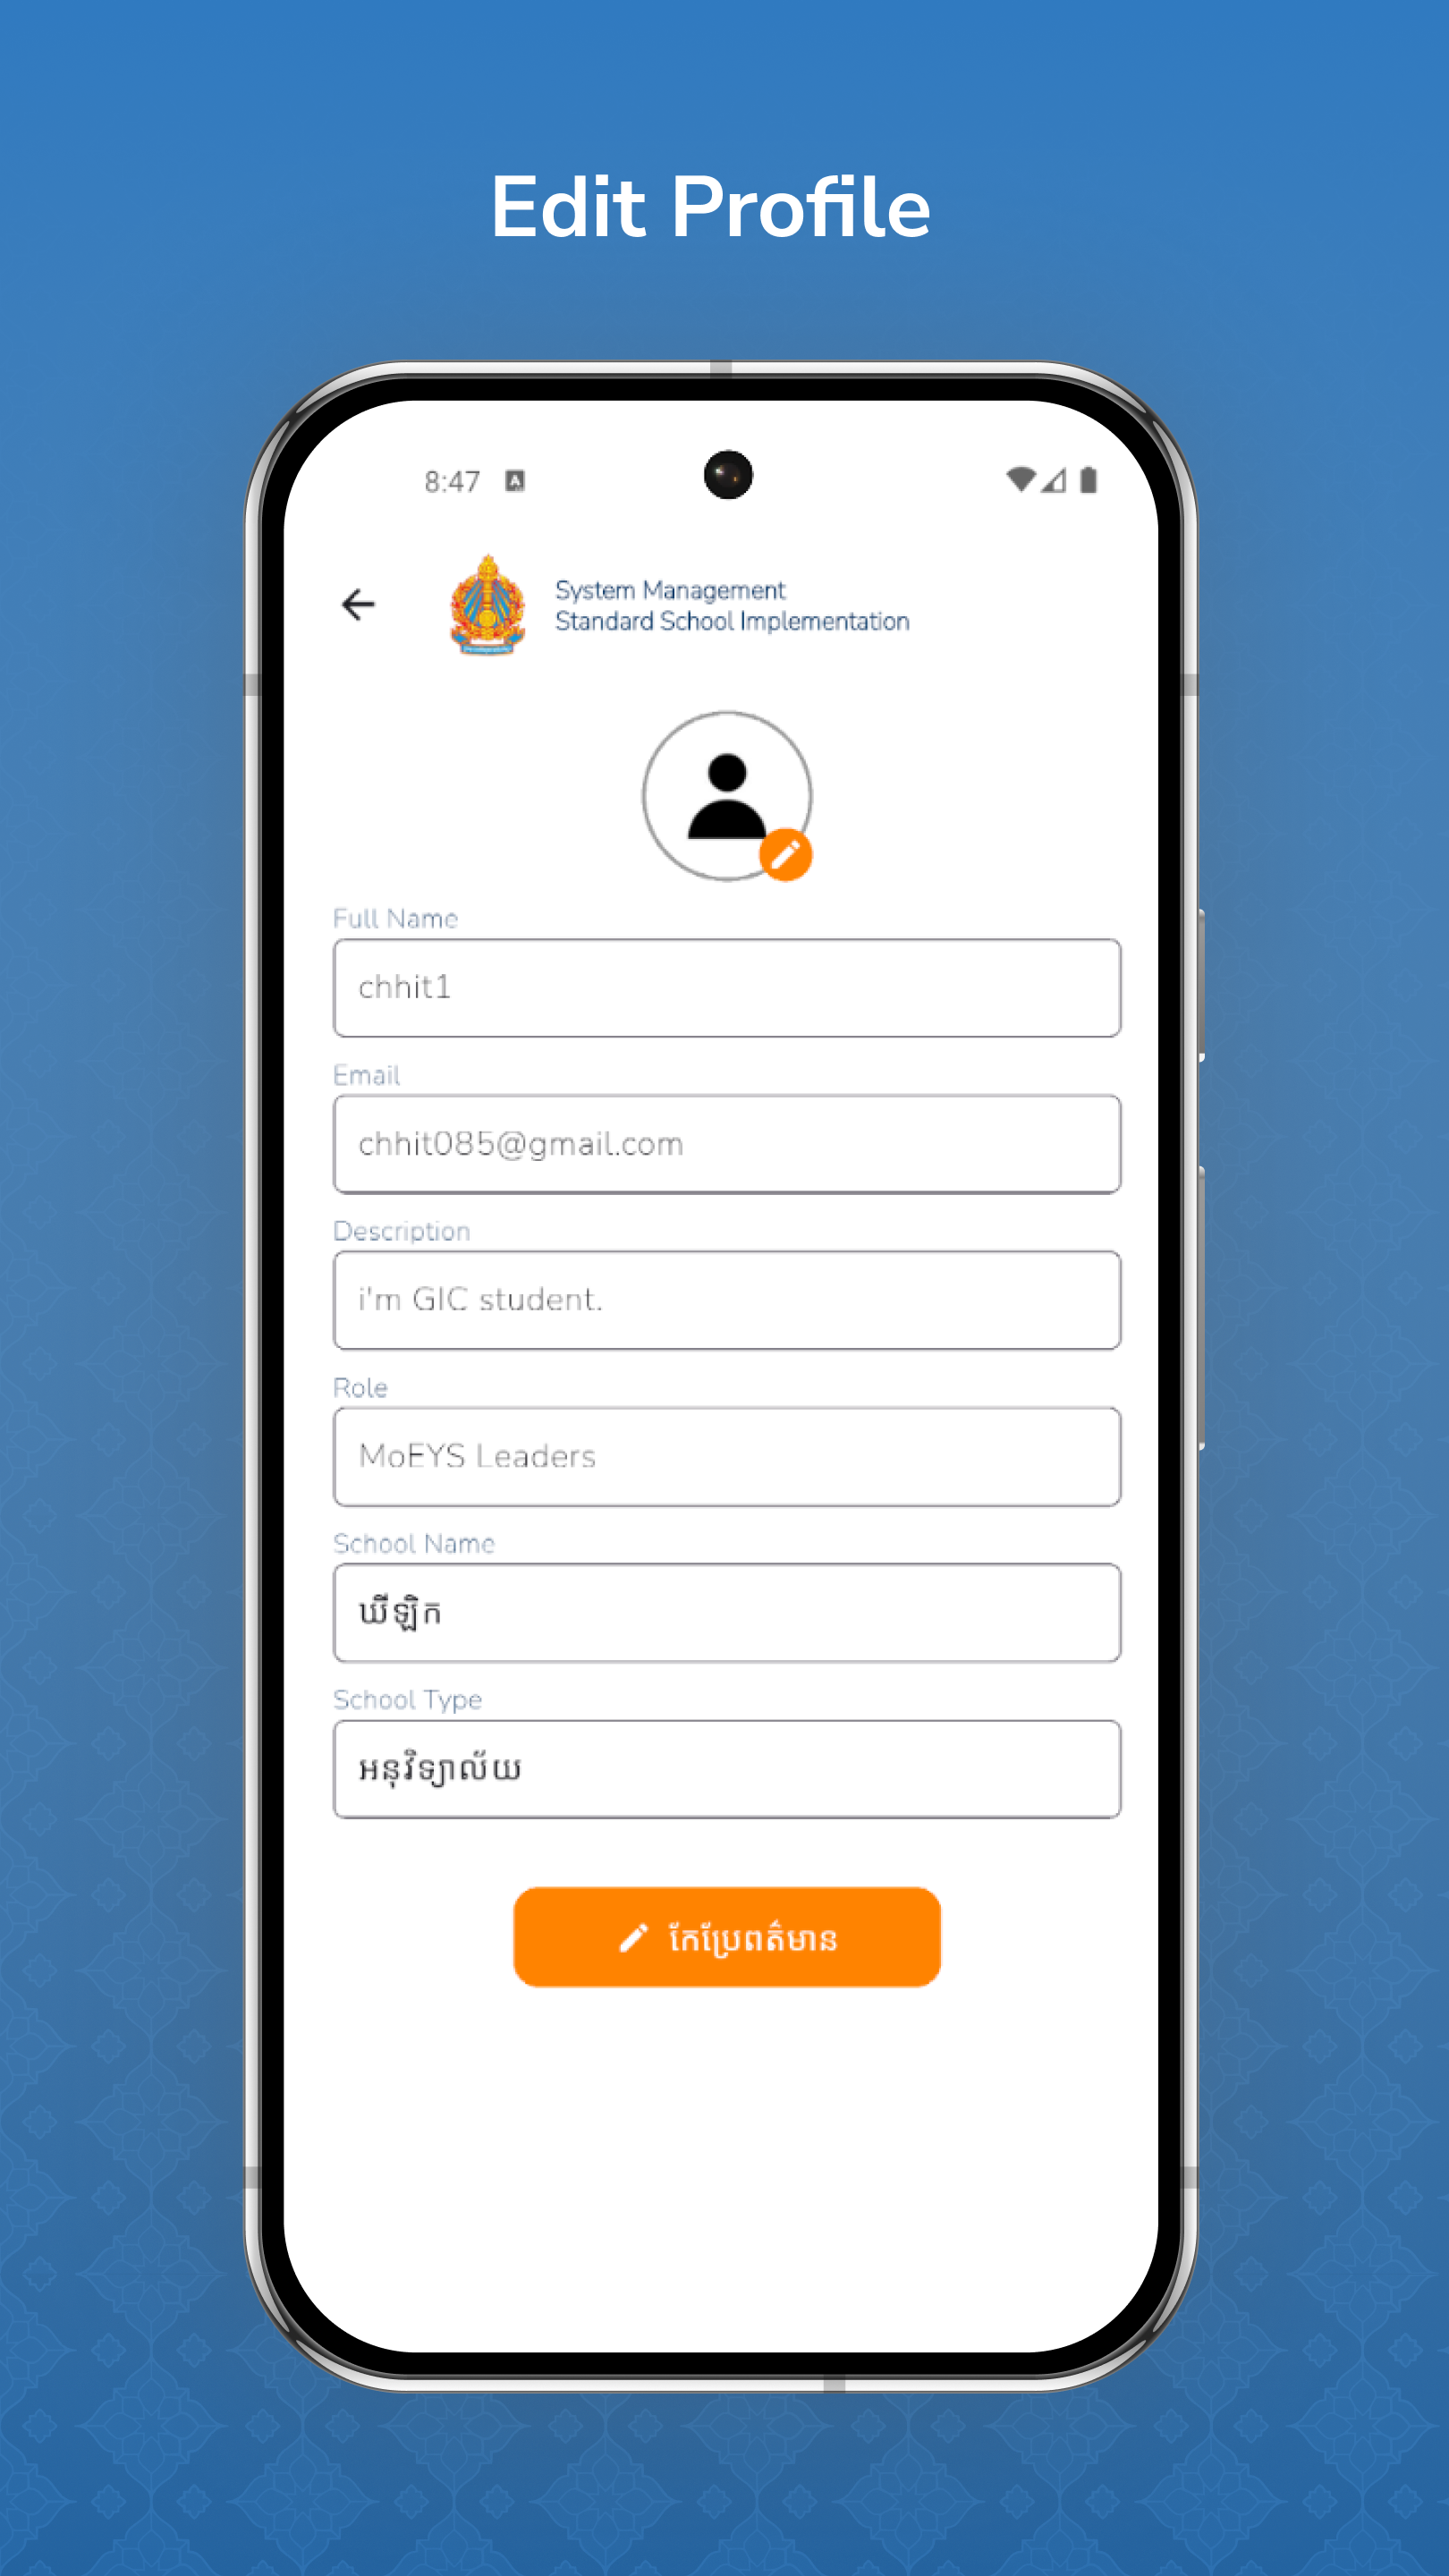 Edit Profile
8:47
System Management
Standard School Implementation
Full Name
chhit1
Email
chhit085@gmail.com
Description
i'm GIC student.
Role
MoEYS Leaders
School Name
ឃីឡិក
School Type
អនុវិទ្យាល័យ
កែប្រែពត៌មាន